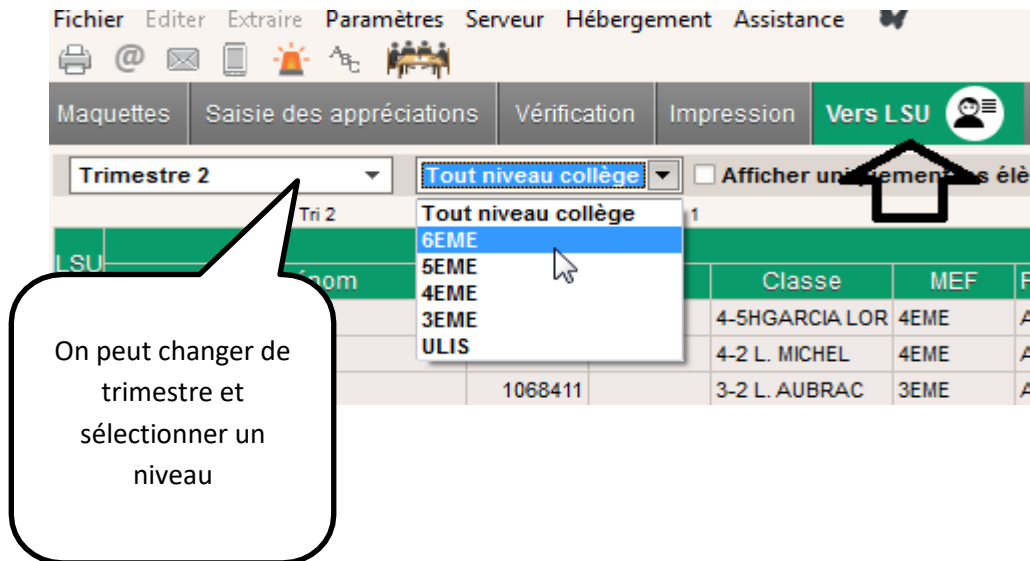 Fichier Editer Extraire Paramètres Serveur Hébergement Assistance
@ ABC
Maquettes Saisie des appréciations Vérification Impression Vers LSU
Trimestre 2 Tout niveau collège Afficher
Tri 2 Tout niveau collège 1
6EME
LSU 5EME
Classe MEF
4EME
3EME 4-5HGARCIA LOR 4EME
ULIS
4-2 L. MICHEL 4EME
1068411 3-2 L. AUBRAC 3EME
On peut changer de
trimestre et
sélectionner un
niveau